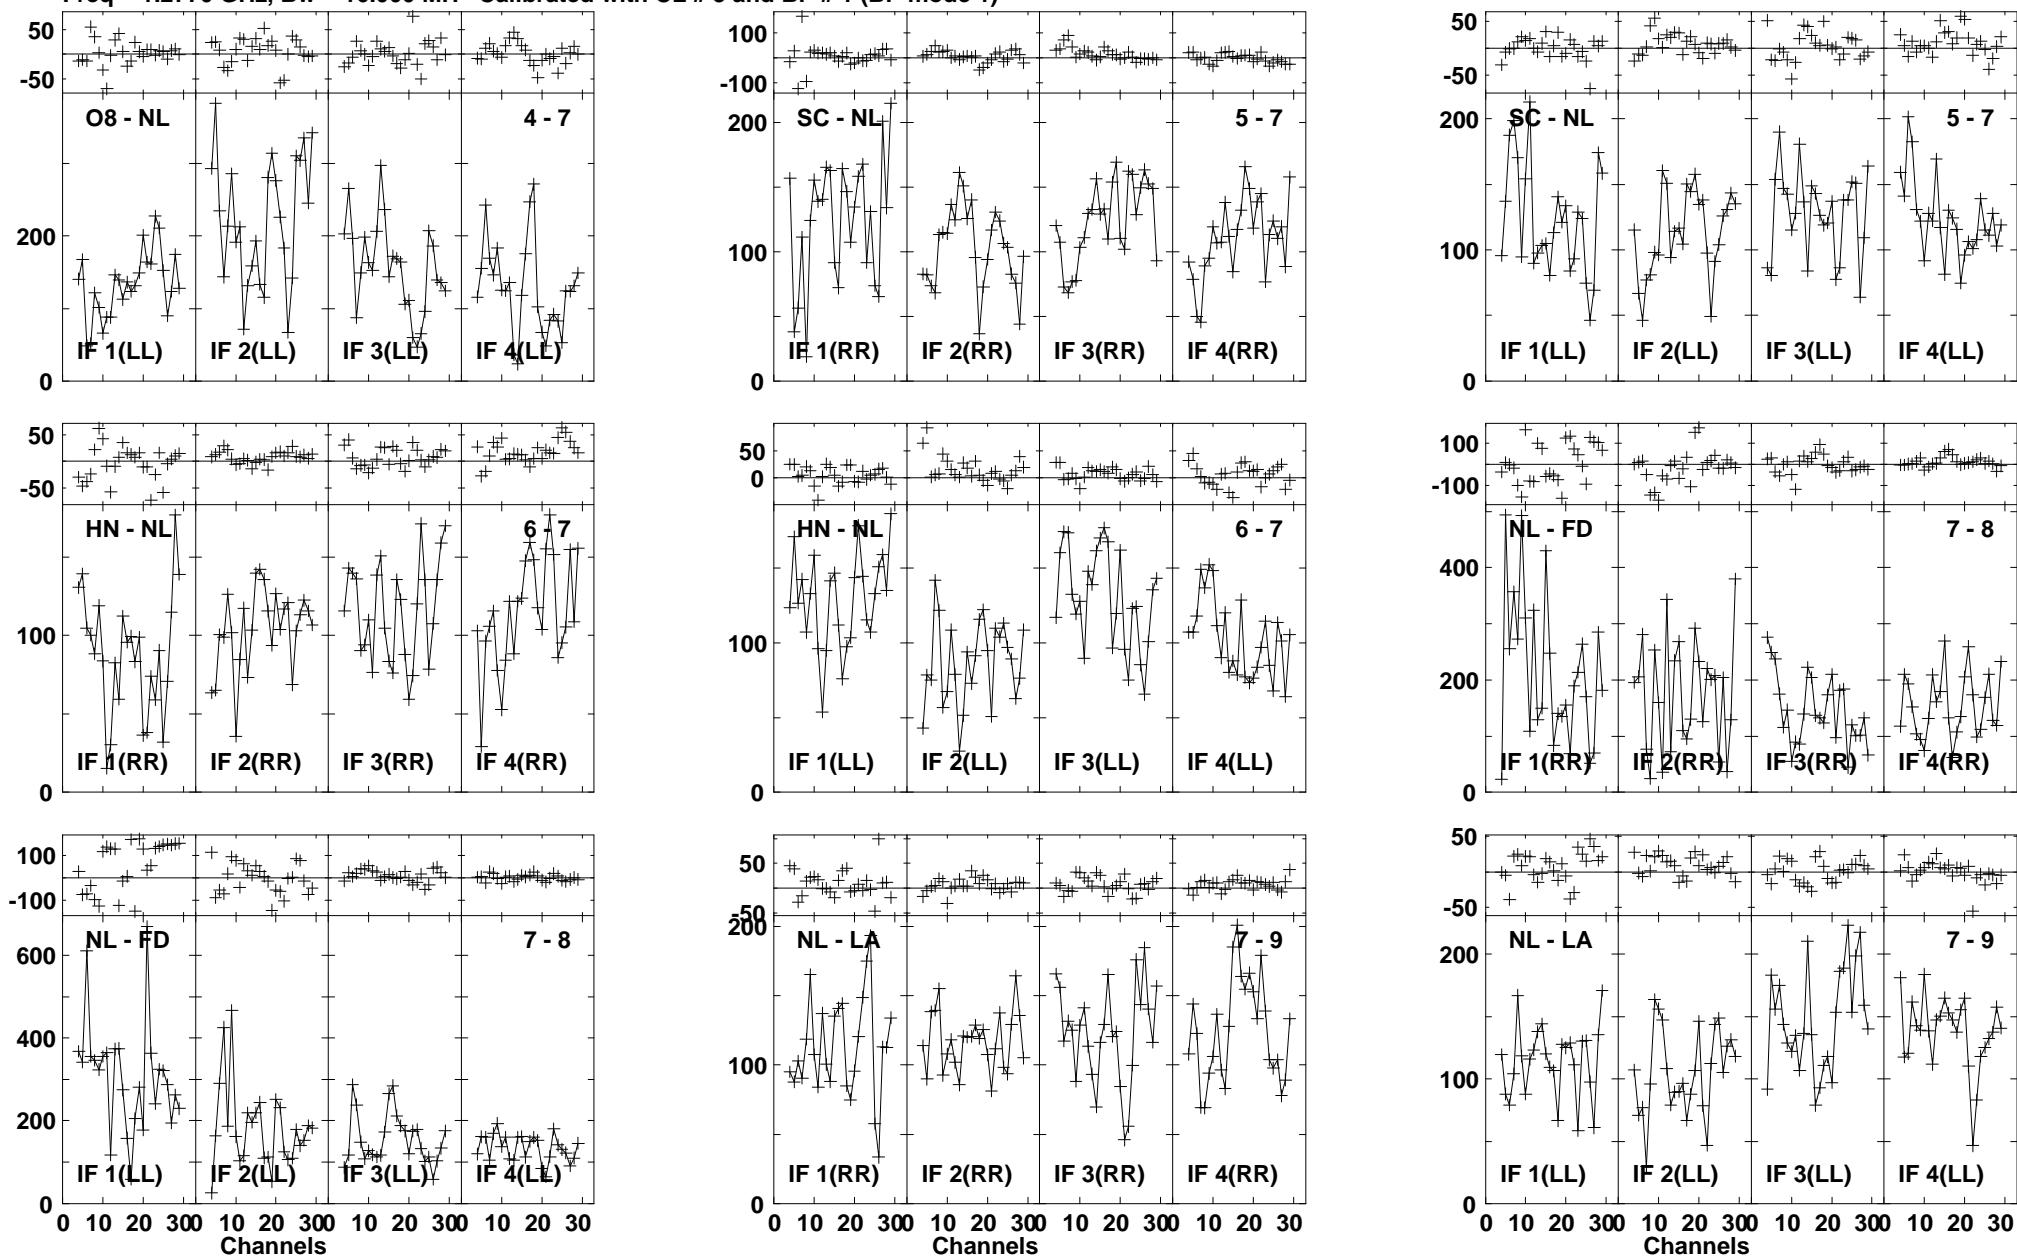 50
-50
O8 - NL 4 - 7
200
0
IF 1(LL) IF 2(LL) IF 3(LL) IF 4(LL)
100
-100
SC - NL 5 - 7
200
100
0
IF 1(RR) IF 2(RR) IF 3(RR) IF 4(RR)
50
-50
SC - NL 5 - 7
200
100
0
IF 1(LL) IF 2(LL) IF 3(LL) IF 4(LL)
50
-50
HN - NL 6 - 7
100
0
IF 1(RR) IF 2(RR) IF 3(RR) IF 4(RR)
50
0
HN - NL 6 - 7
100
0
IF 1(LL) IF 2(LL) IF 3(LL) IF 4(LL)
100
-100
NL - FD 7 - 8
400
200
0
IF 1(RR) IF 2(RR) IF 3(RR) IF 4(RR)
100
-100
NL - FD 7 - 8
600
400
200
0
IF 1(LL) IF 2(LL) IF 3(LL) IF 4(LL)
0 10 20 30 0 10 20 30 0 10 20 30 0 10 20 30
Channels
50
-50
NL - LA 7 - 9
200
100
0
IF 1(RR) IF 2(RR) IF 3(RR) IF 4(RR)
0 10 20 30 0 10 20 30 0 10 20 30 0 10 20 30
Channels
50
-50
NL - LA 7 - 9
200
100
0
IF 1(LL) IF 2(LL) IF 3(LL) IF 4(LL)
0 10 20 30 0 10 20 30 0 10 20 30 0 10 20 30
Channels